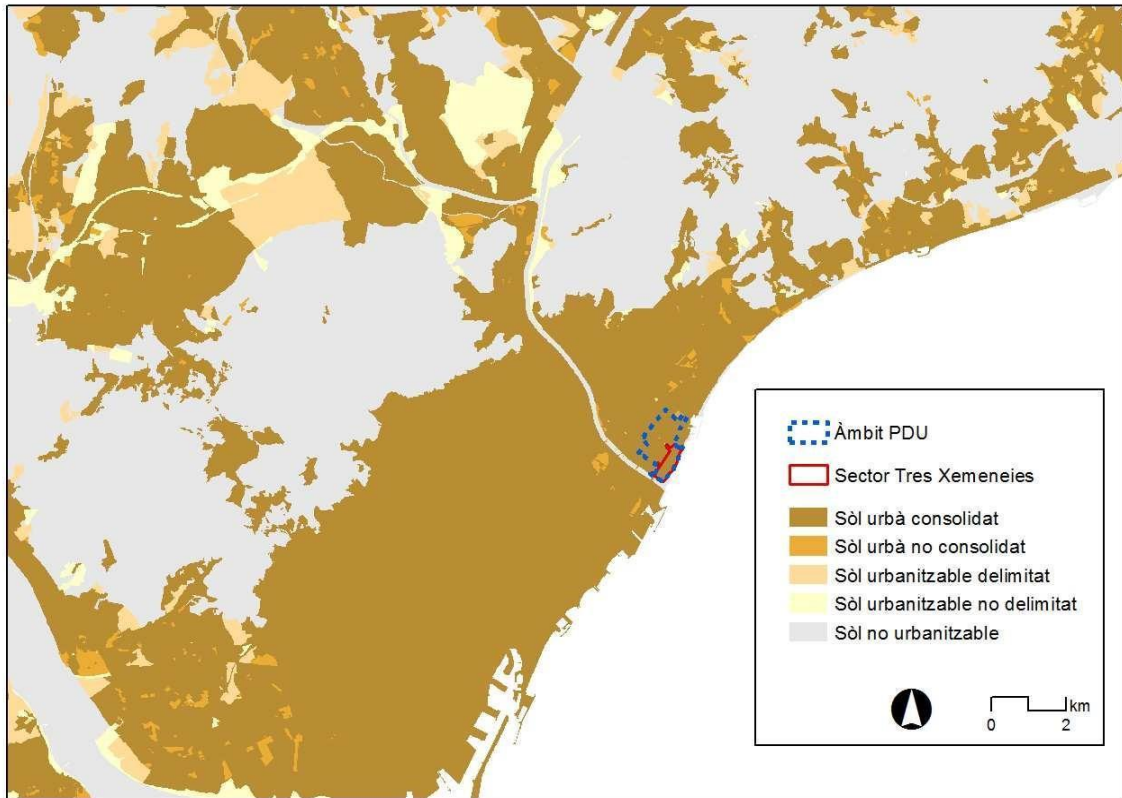 Àmbit PDU
Sector Tres Xemeneies
Sòl urbà consolidat
Sòl urbà no consolidat
Sòl urbanitzable delimitat
Sòl urbanitzable no delimitat
Sòl no urbanitzable
km
0 2